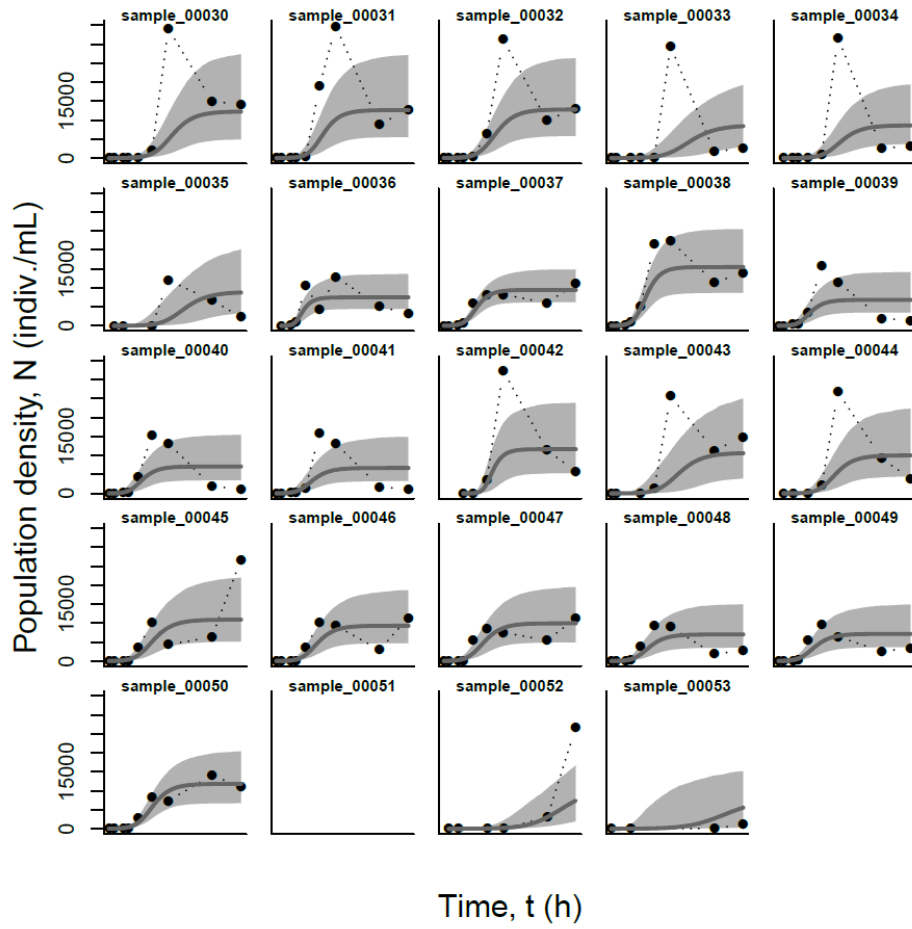 sample_00030 sample_00031 sample_00032 sample_00033 sample_00034
15000
0
sample_00035 sample_00036 sample_00037 sample_00038 sample_00039
15000
0
sample_00040 sample_00041 sample_00042 sample_00043 sample_00044
15000
0
sample_00045 sample_00046 sample_00047 sample_00048 sample_00049
15000
0
sample_00050 sample_00051 sample_00052 sample_00053
15000
0
Population density, N (indiv./mL)
Time, t (h)